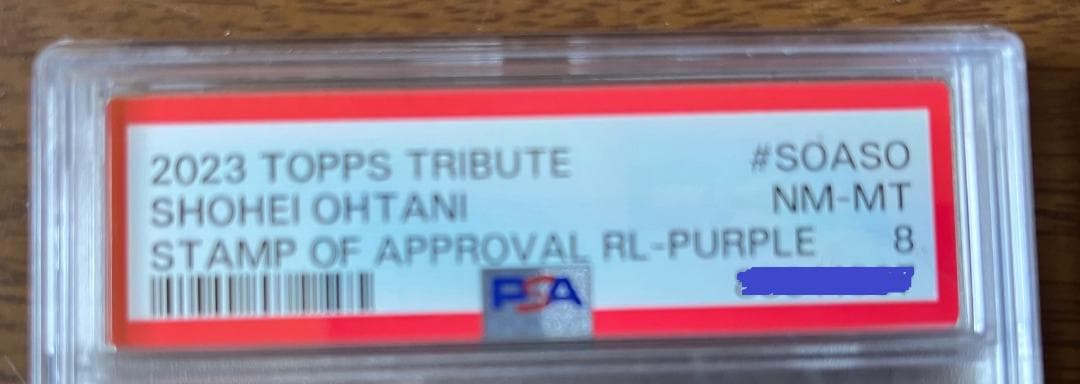 2023 TOPPS TRIBUTE #SOASO
SHOHEI OHTANI NM-MT
STAMP OF APPROVAL RL-PURPLE 8
PSA